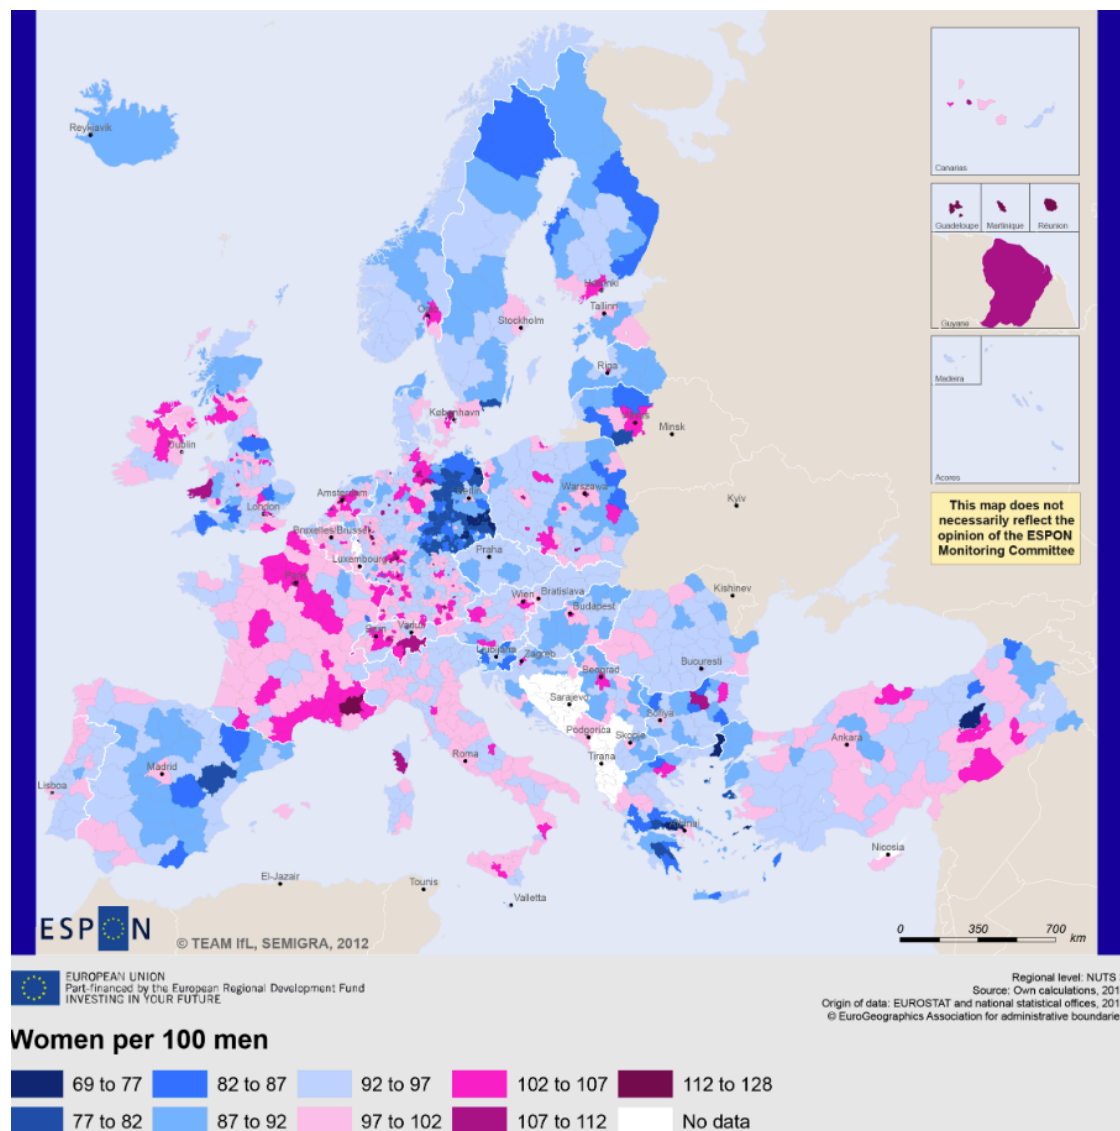 Reykjavik
Canarias
Guadeloupe
Martinique
Réunion
Guyane
Madeira
Acores
Helsinki
Tallinn
Stockholm
Riga
København
Minsk
Dublin
Amsterdam
Berlin
Warszawa
London
Kyiv
Bruxelles/Brussel
This map does not
necessarily reflect the
opinion of the ESPON
Monitoring Committee
Praha
Luxembourg
Kishinev
Wien
Bratislava
Budapest
Bern
Vaduz
Ljubljana
Zagreb
Beograd
Bucuresti
Sarajevo
Sofiya
Podgorica
Skopje
Ankara
Roma
Madrid
Tirana
Lisboa
Nicosia
El-Jazair
Tounis
Valletta
ESPON
© TEAM IfL, SEMIGRA, 2012
0 350 700
km
EUROPEAN UNION
Part-financed by the European Regional Development Fund
INVESTING IN YOUR FUTURE
Regional level: NUTS
Source: Own calculations, 201
Origin of data: EUROSTAT and national statistical offices, 201
© EuroGeographics Association for administrative boundarie
Women per 100 men
69 to 77 82 to 87 92 to 97 102 to 107 112 to 128
77 to 82 87 to 92 97 to 102 107 to 112 No data